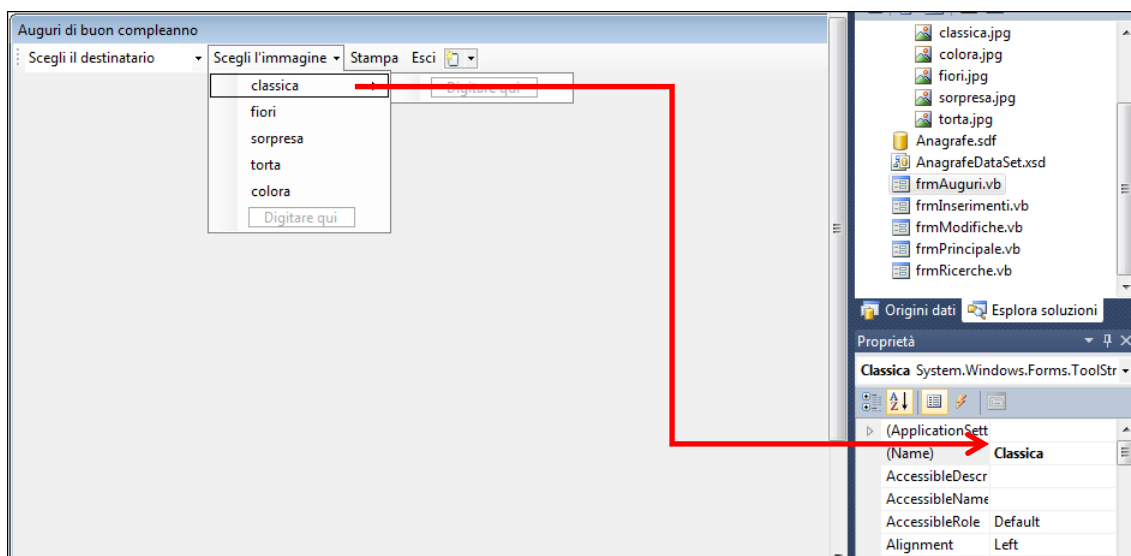 Auguri di buon compleanno
Scegli il destinatario Scegli l'immagine Stampa Esci
classica Digitare qui
fiori
sorpresa
torta
colora
Digitare qui
classica.jpg
colora.jpg
fiori.jpg
sorpresa.jpg
torta.jpg
Anagrafe.sdf
AnagrafeDataSet.xsd
frmAuguri.vb
frmInserimenti.vb
frmModifiche.vb
frmPrincipale.vb
frmRicerche.vb
Origini dati Esplora soluzioni
Proprietà
Classica System.Windows.Forms.ToolStr
(ApplicationSett
(Name) Classica
AccessibleDescr
AccessibleName
AccessibleRole Default
Alignment Left